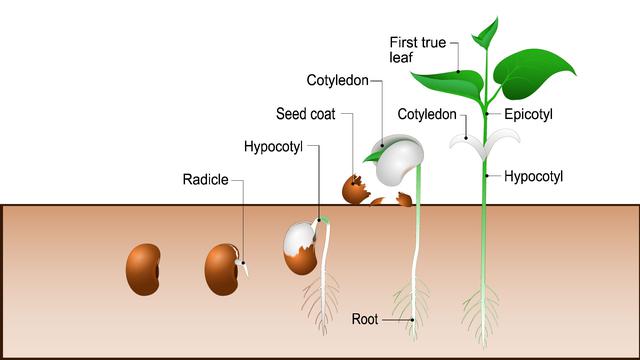 First true
leaf
Cotyledon
Seed coat
Cotyledon
Epicotyl
Hypocotyl
Hypocotyl
Radicle
Root